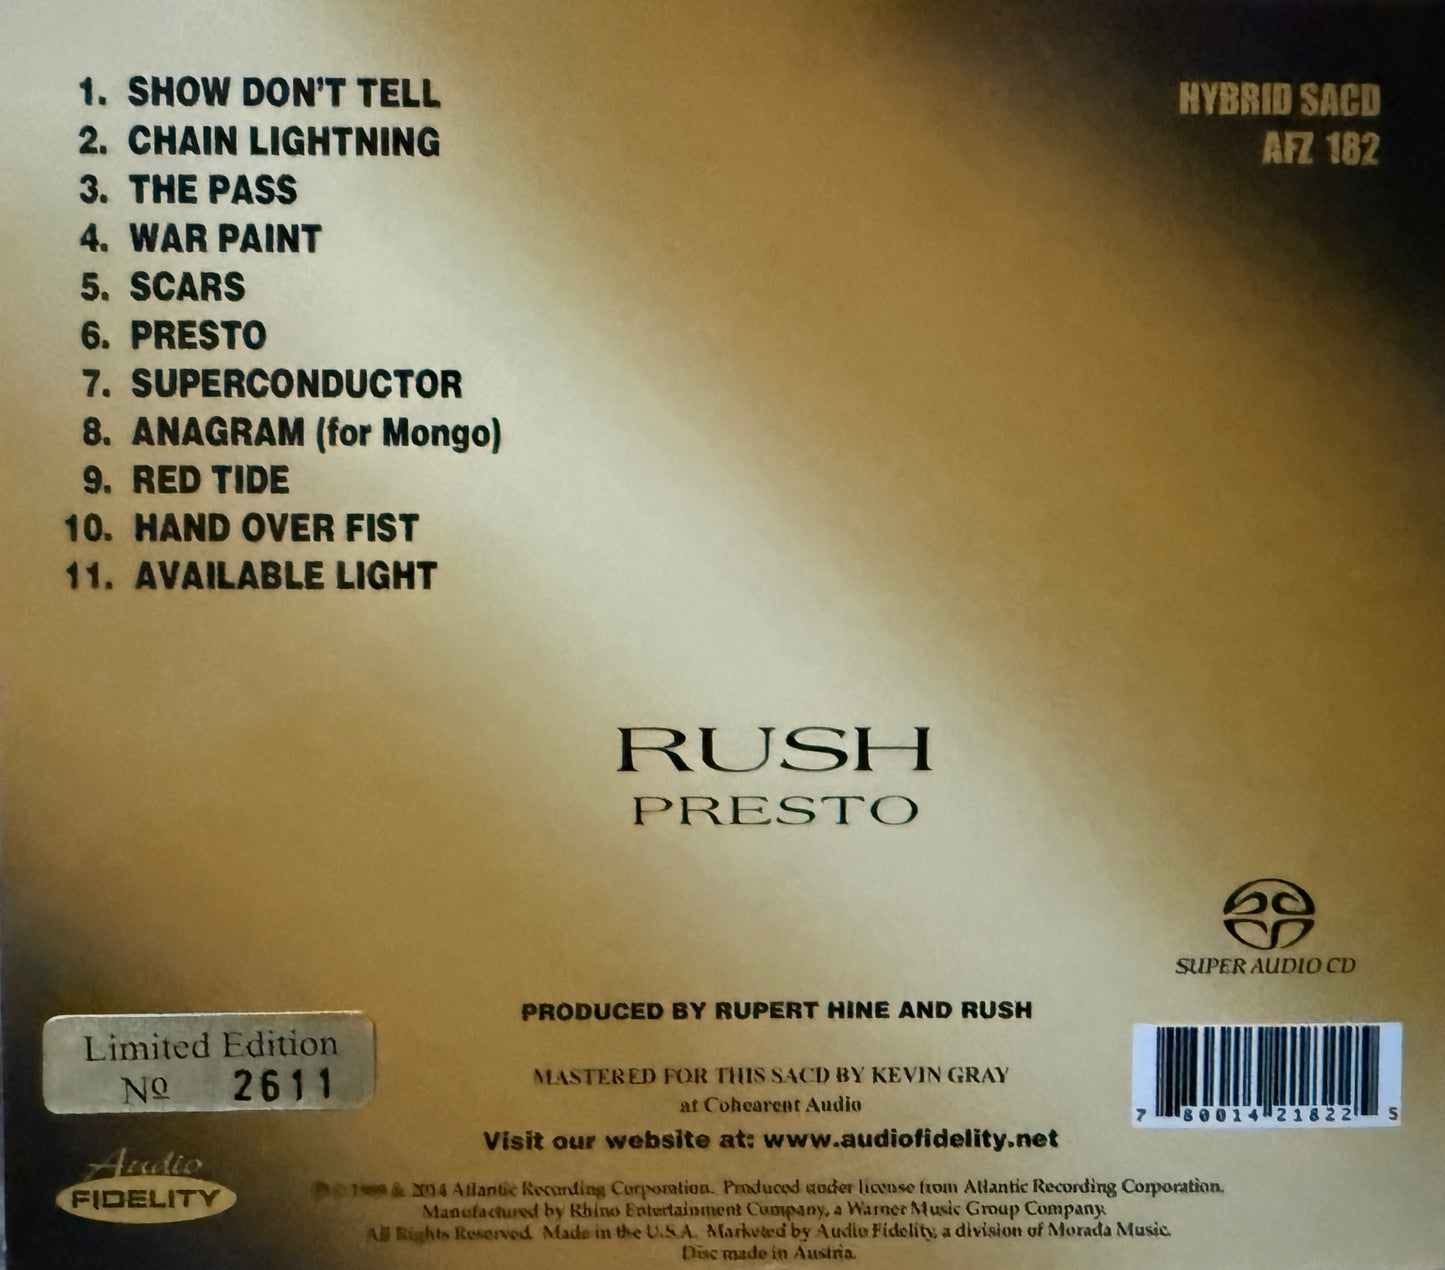 1. SHOW DON'T TELL
2. CHAIN LIGHTNING
3. THE PASS
4. WAR PAINT
5. SCARS
6. PRESTO
7. SUPERCONDUCTOR
8. ANAGRAM (for Mongo)
9. RED TIDE
10. HAND OVER FIST
11. AVAILABLE LIGHT
HYBRID SACD
AFZ 182
RUSH
PRESTO
SUPER AUDIO CD
PRODUCED BY RUPERT HINE AND RUSH
MASTERED FOR THIS SACD BY KEVIN GRAY
at Cohearent Audio
Visit our website at: www.audiofidelity.net
Limited Edition
No 2611
7 80014 21822 5
Audio
FIDELITY
& 2014 Atlantic Recording Corporation. Produced under license from Atlantic Recording Corporation.
Manufactured by Rhino Entertainment Company, a Warner Music Group Company.
All Rights Reserved. Made in the U.S.A. Marketed by Audio Fidelity, a division of Morada Music.
Disc made in Austria.